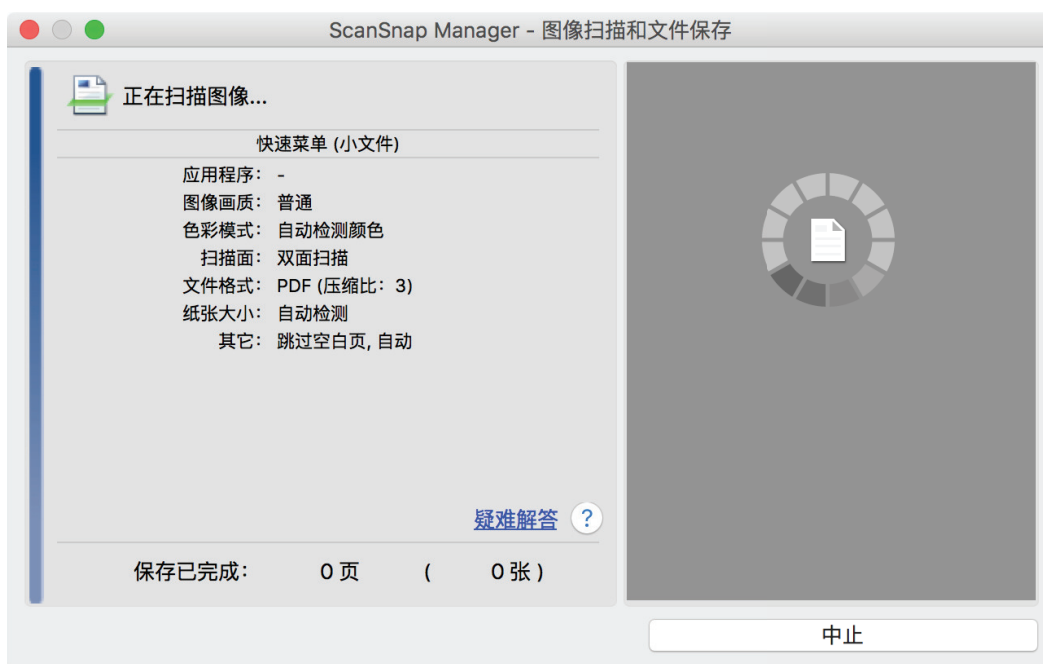 ScanSnap Manager - 图像扫描和文件保存
正在扫描图像...
快速菜单 (小文件)
应用程序： -
图像画质： 普通
色彩模式： 自动检测颜色
扫描面： 双面扫描
文件格式： PDF (压缩比：3)
纸张大小： 自动检测
其它： 跳过空白页, 自动
疑难解答 ?
保存已完成： 0 页 ( 0 张 )
中止